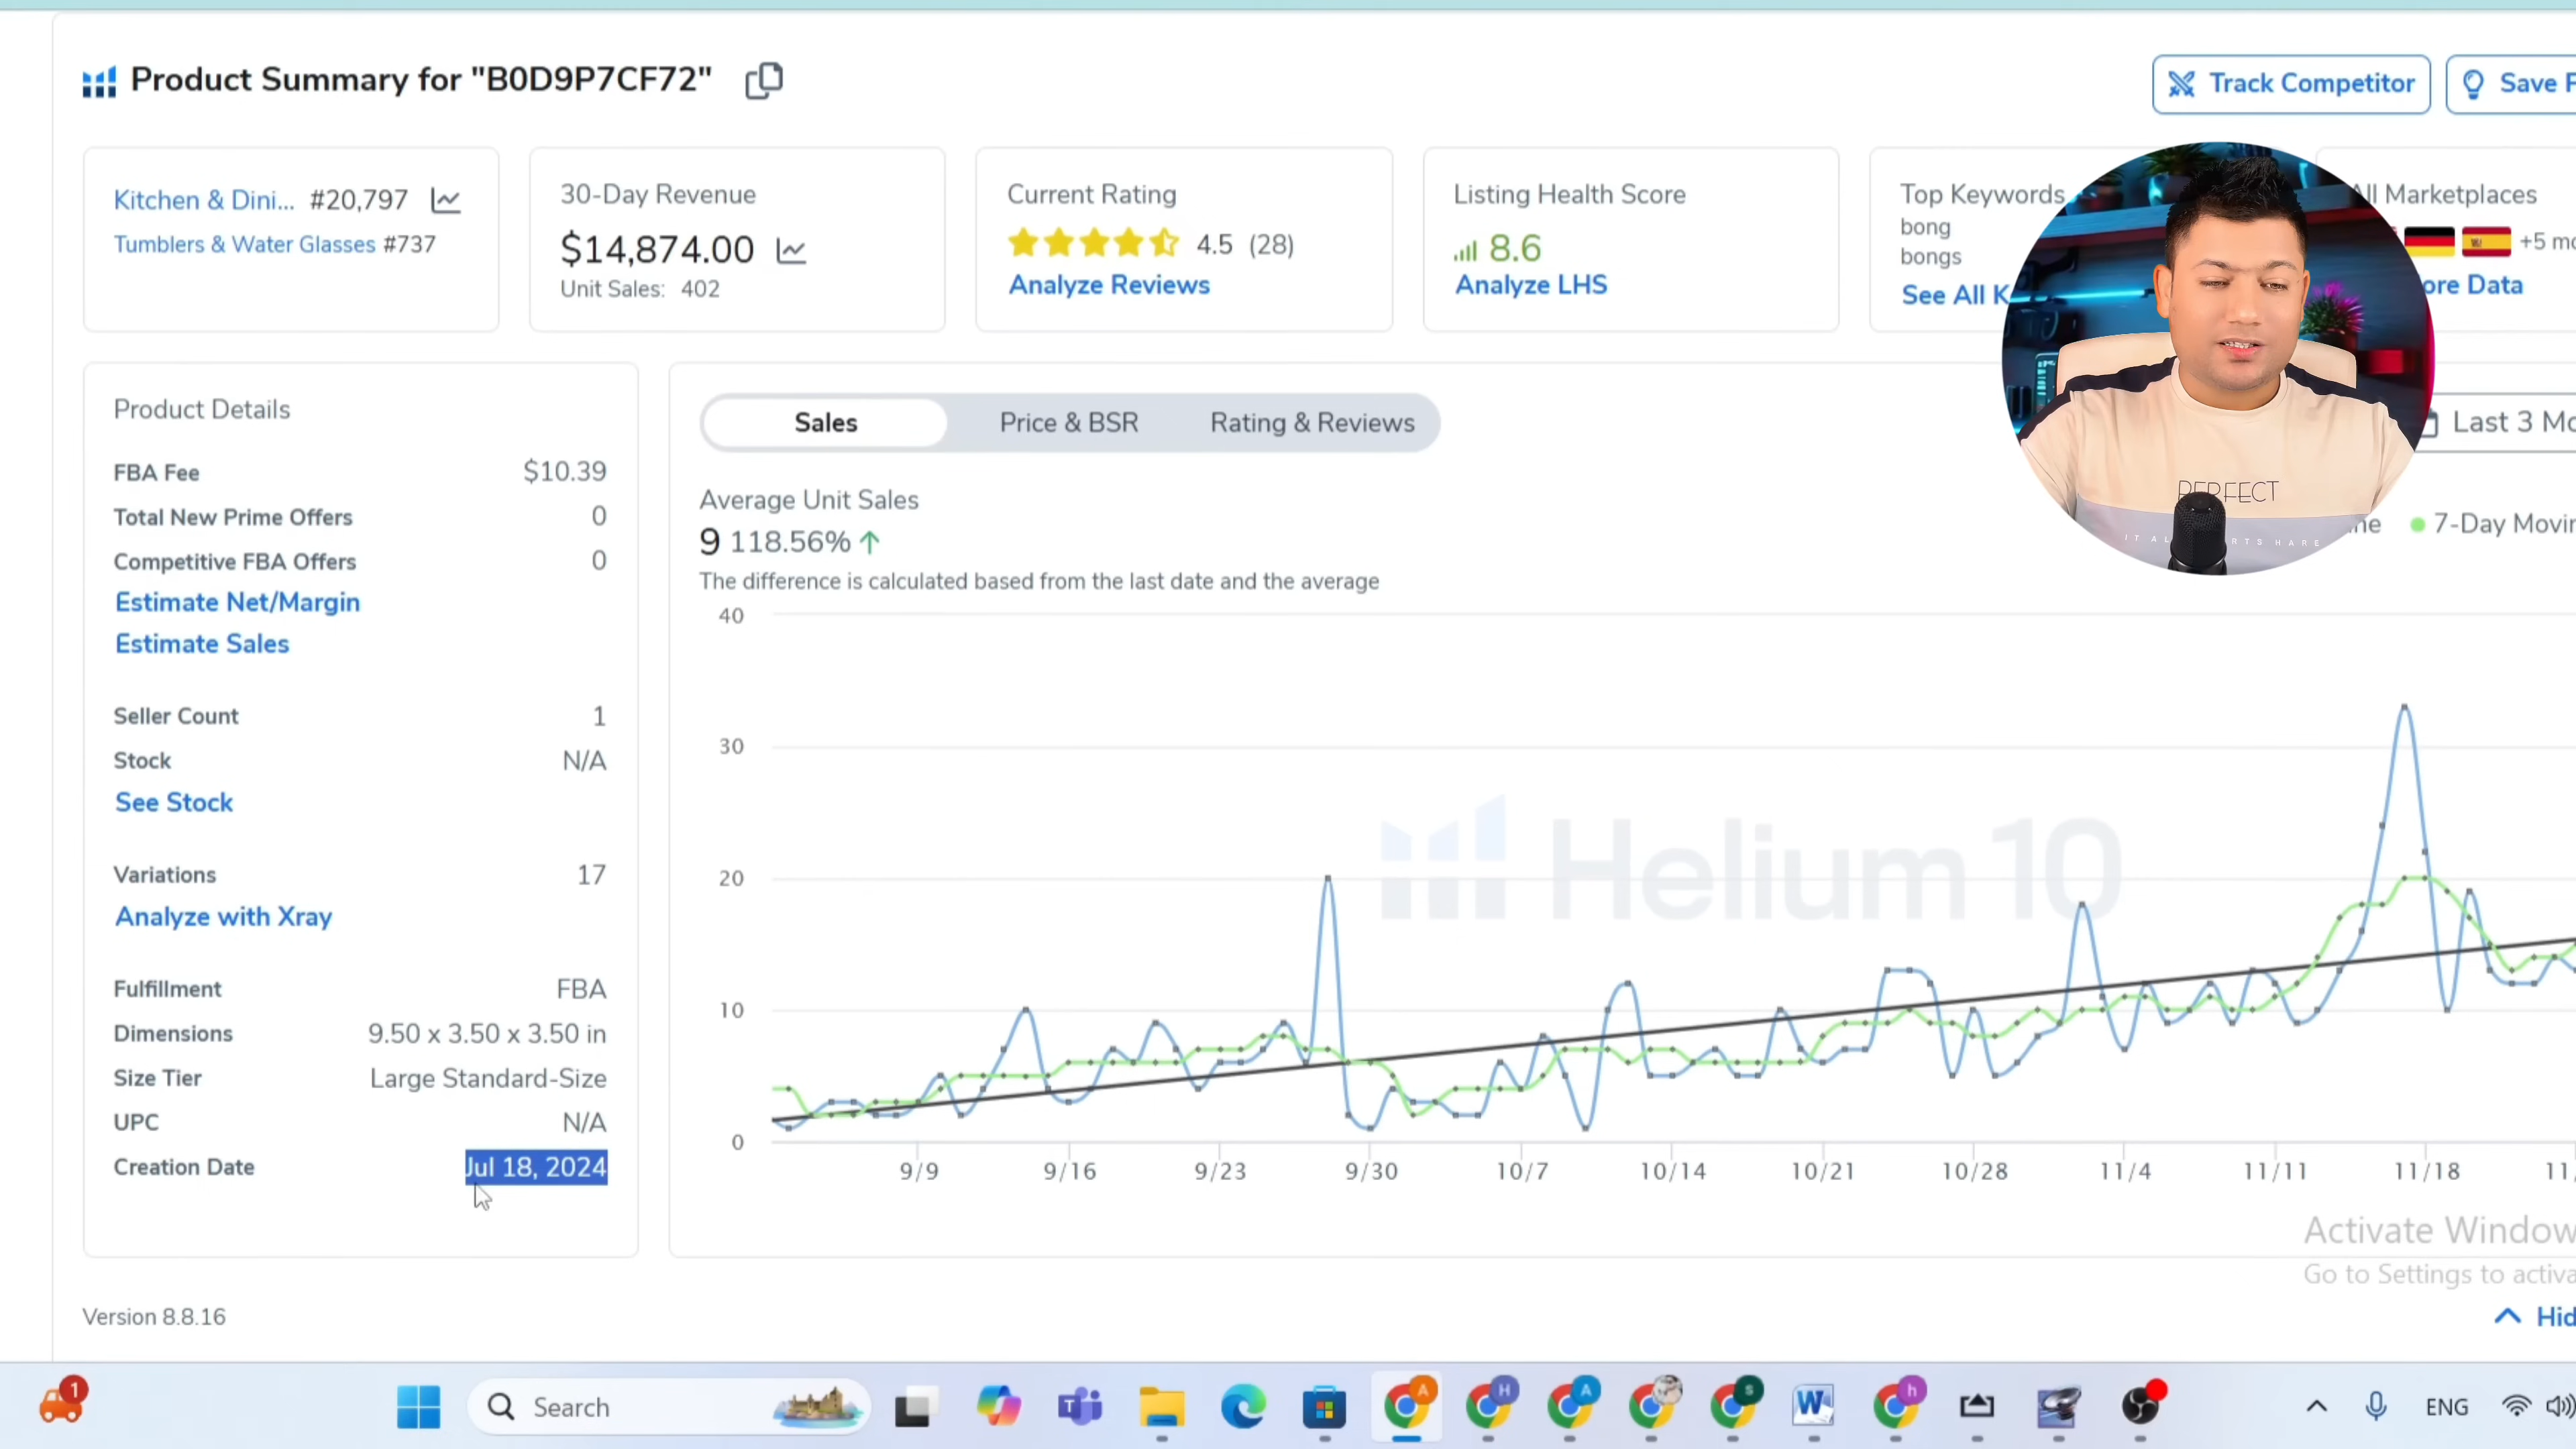 Product Summary for "B0D9P7CF72"
Track Competitor
Save
Kitchen & Dini... #20,797
Tumblers & Water Glasses #737
30-Day Revenue
$14,874.00
Unit Sales: 402
Current Rating
4.5 (28)
Analyze Reviews
Listing Health Score
8.6
Analyze LHS
Top Keywords
bong
bongs
See All K
All Marketplaces
+5 mo
ore Data
Product Details
FBA Fee $10.39
Total New Prime Offers 0
Competitive FBA Offers 0
Estimate Net/Margin
Estimate Sales
Seller Count 1
Stock N/A
See Stock
Variations 17
Analyze with Xray
Fulfillment FBA
Dimensions 9.50 x 3.50 x 3.50 in
Size Tier Large Standard-Size
UPC N/A
Creation Date Jul 18, 2024
Sales Price & BSR Rating & Reviews
Last 3 Mo
Average Unit Sales
9 118.56%
The difference is calculated based from the last date and the average
7-Day Movin
PERFECT
40
30
20
10
0
Helium 10
9/9 9/16 9/23 9/30 10/7 10/14 10/21 10/28 11/4 11/11 11/18 11/
Activate Window
Go to Settings to activa
Version 8.8.16
Hid
1
Search
T
A
H
A
S
W
h
ENG